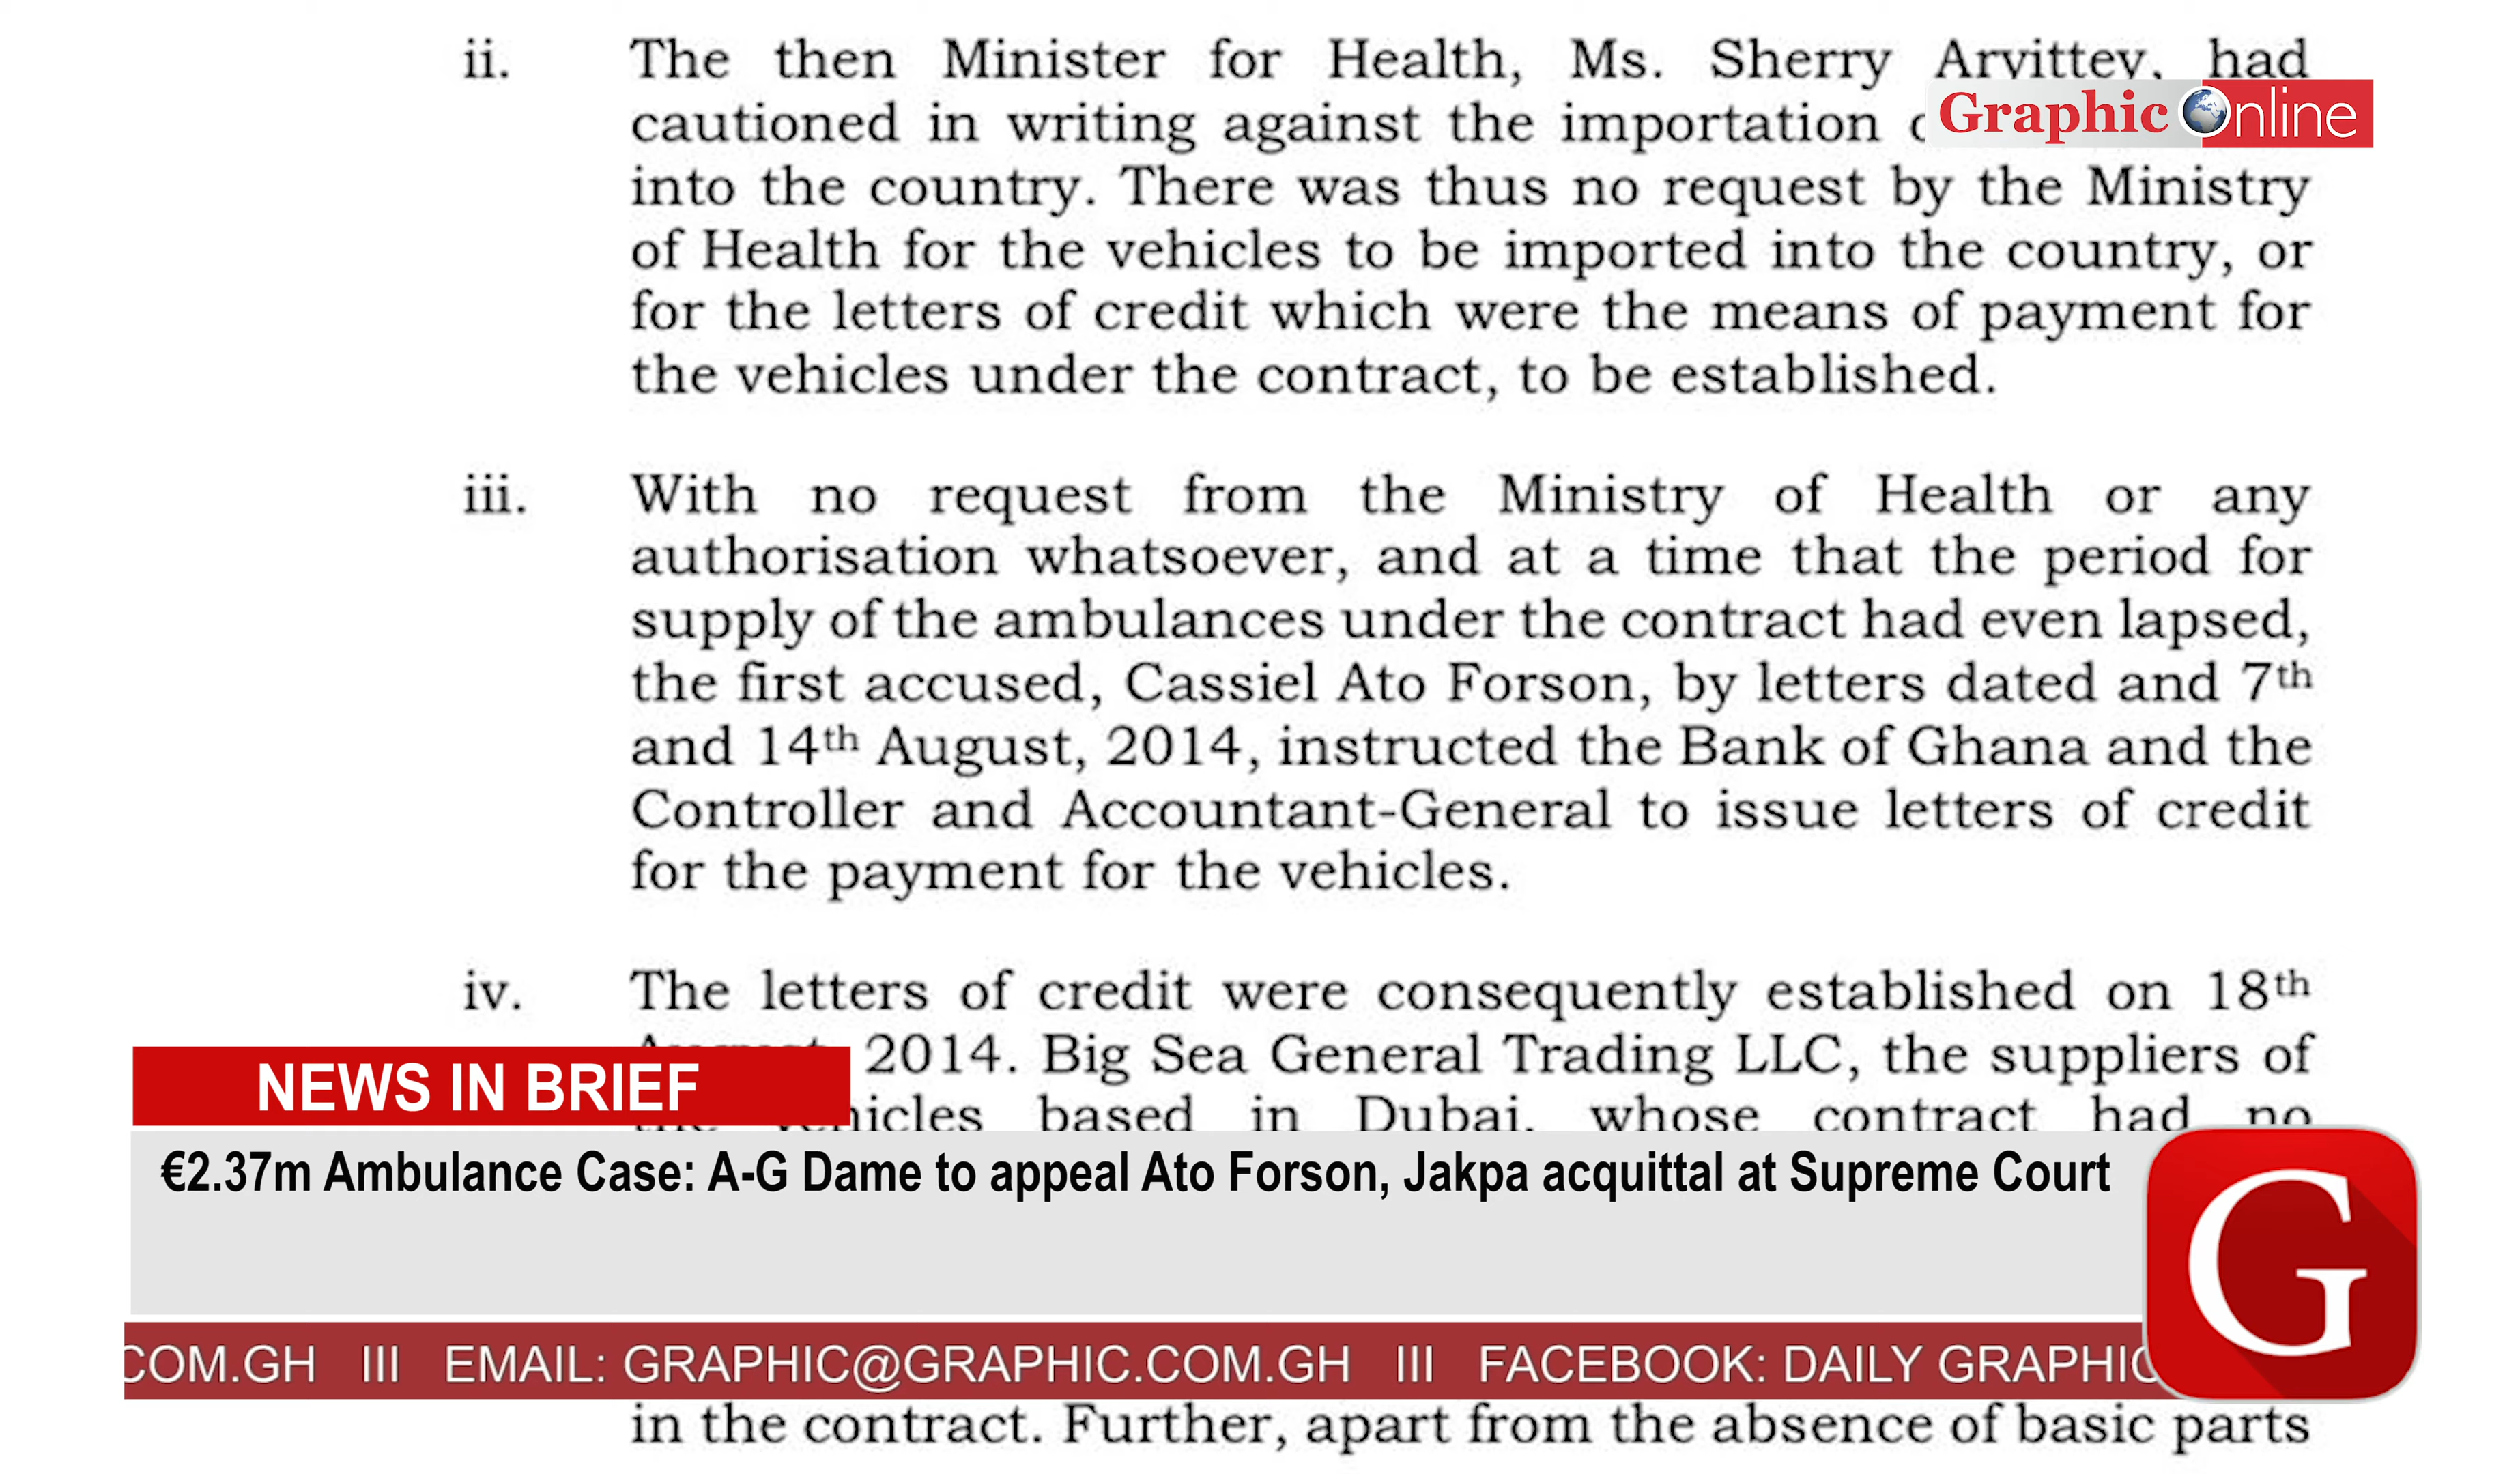 ii. The then Minister for Health, Ms. Sherry Aryittey, had
cautioned in writing against the importation
Graphic Online
into the country. There was thus no request by the Ministry
of Health for the vehicles to be imported into the country, or
for the letters of credit which were the means of payment for
the vehicles under the contract, to be established.
iii. With no request from the Ministry of Health or any
authorisation whatsoever, and at a time that the period for
supply of the ambulances under the contract had even lapsed,
the first accused, Cassiel Ato Forson, by letters dated and 7th
and 14th August, 2014, instructed the Bank of Ghana and the
Controller and Accountant-General to issue letters of credit
for the payment for the vehicles.
iv. The letters of credit were consequently established on 18th
2014. Big Sea General Trading LLC, the suppliers of
NEWS IN BRIEF
based in Dubai, whose contract had no
€2.37m Ambulance Case: A-G Dame to appeal Ato Forson, Jakpa acquittal at Supreme Court
G
COM.GH III EMAIL: GRAPHIC@GRAPHIC.COM.GH III FACEBOOK: DAILY GRAPHIC
in the contract. Further, apart from the absence of basic parts